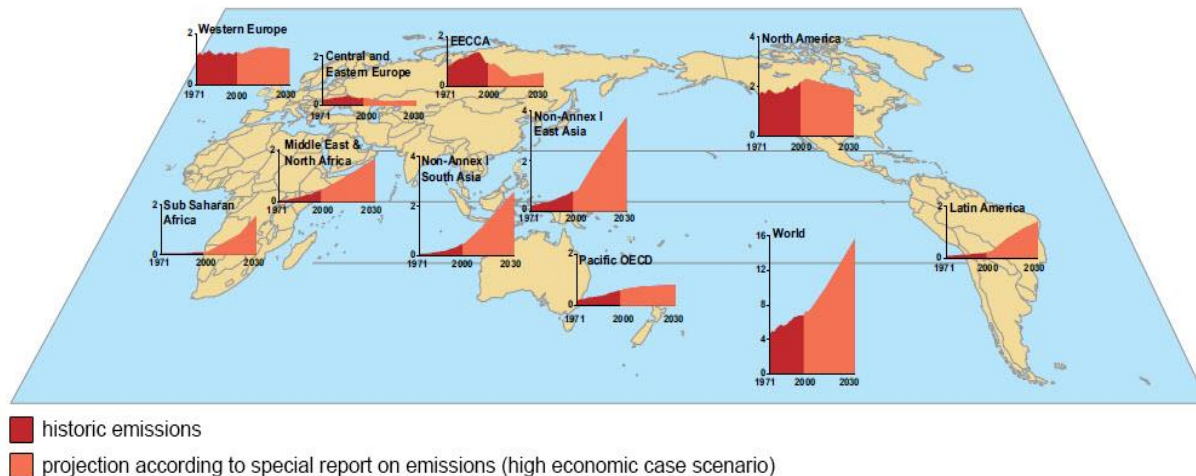 Western Europe
2
0
1971 2000 2030
Central and
Eastern Europe
2
0
1971 2000 2030
EECCA
2
0
1971 2000 2030
North America
4
2
0
1971 2000 2030
Middle East &
North Africa
2
0
1971 2000 2030
Non-Annex I
South Asia
4
2
0
1971 2000 2030
Non-Annex I
East Asia
4
2
0
1971 2000 2030
Sub Saharan
Africa
2
0
1971 2000 2030
Pacific OECD
2
0
1971 2000 2030
World
16
12
8
4
0
1971 2000 2030
Latin America
2
0
1971 2000 2030
historic emissions
projection according to special report on emissions (high economic case scenario)